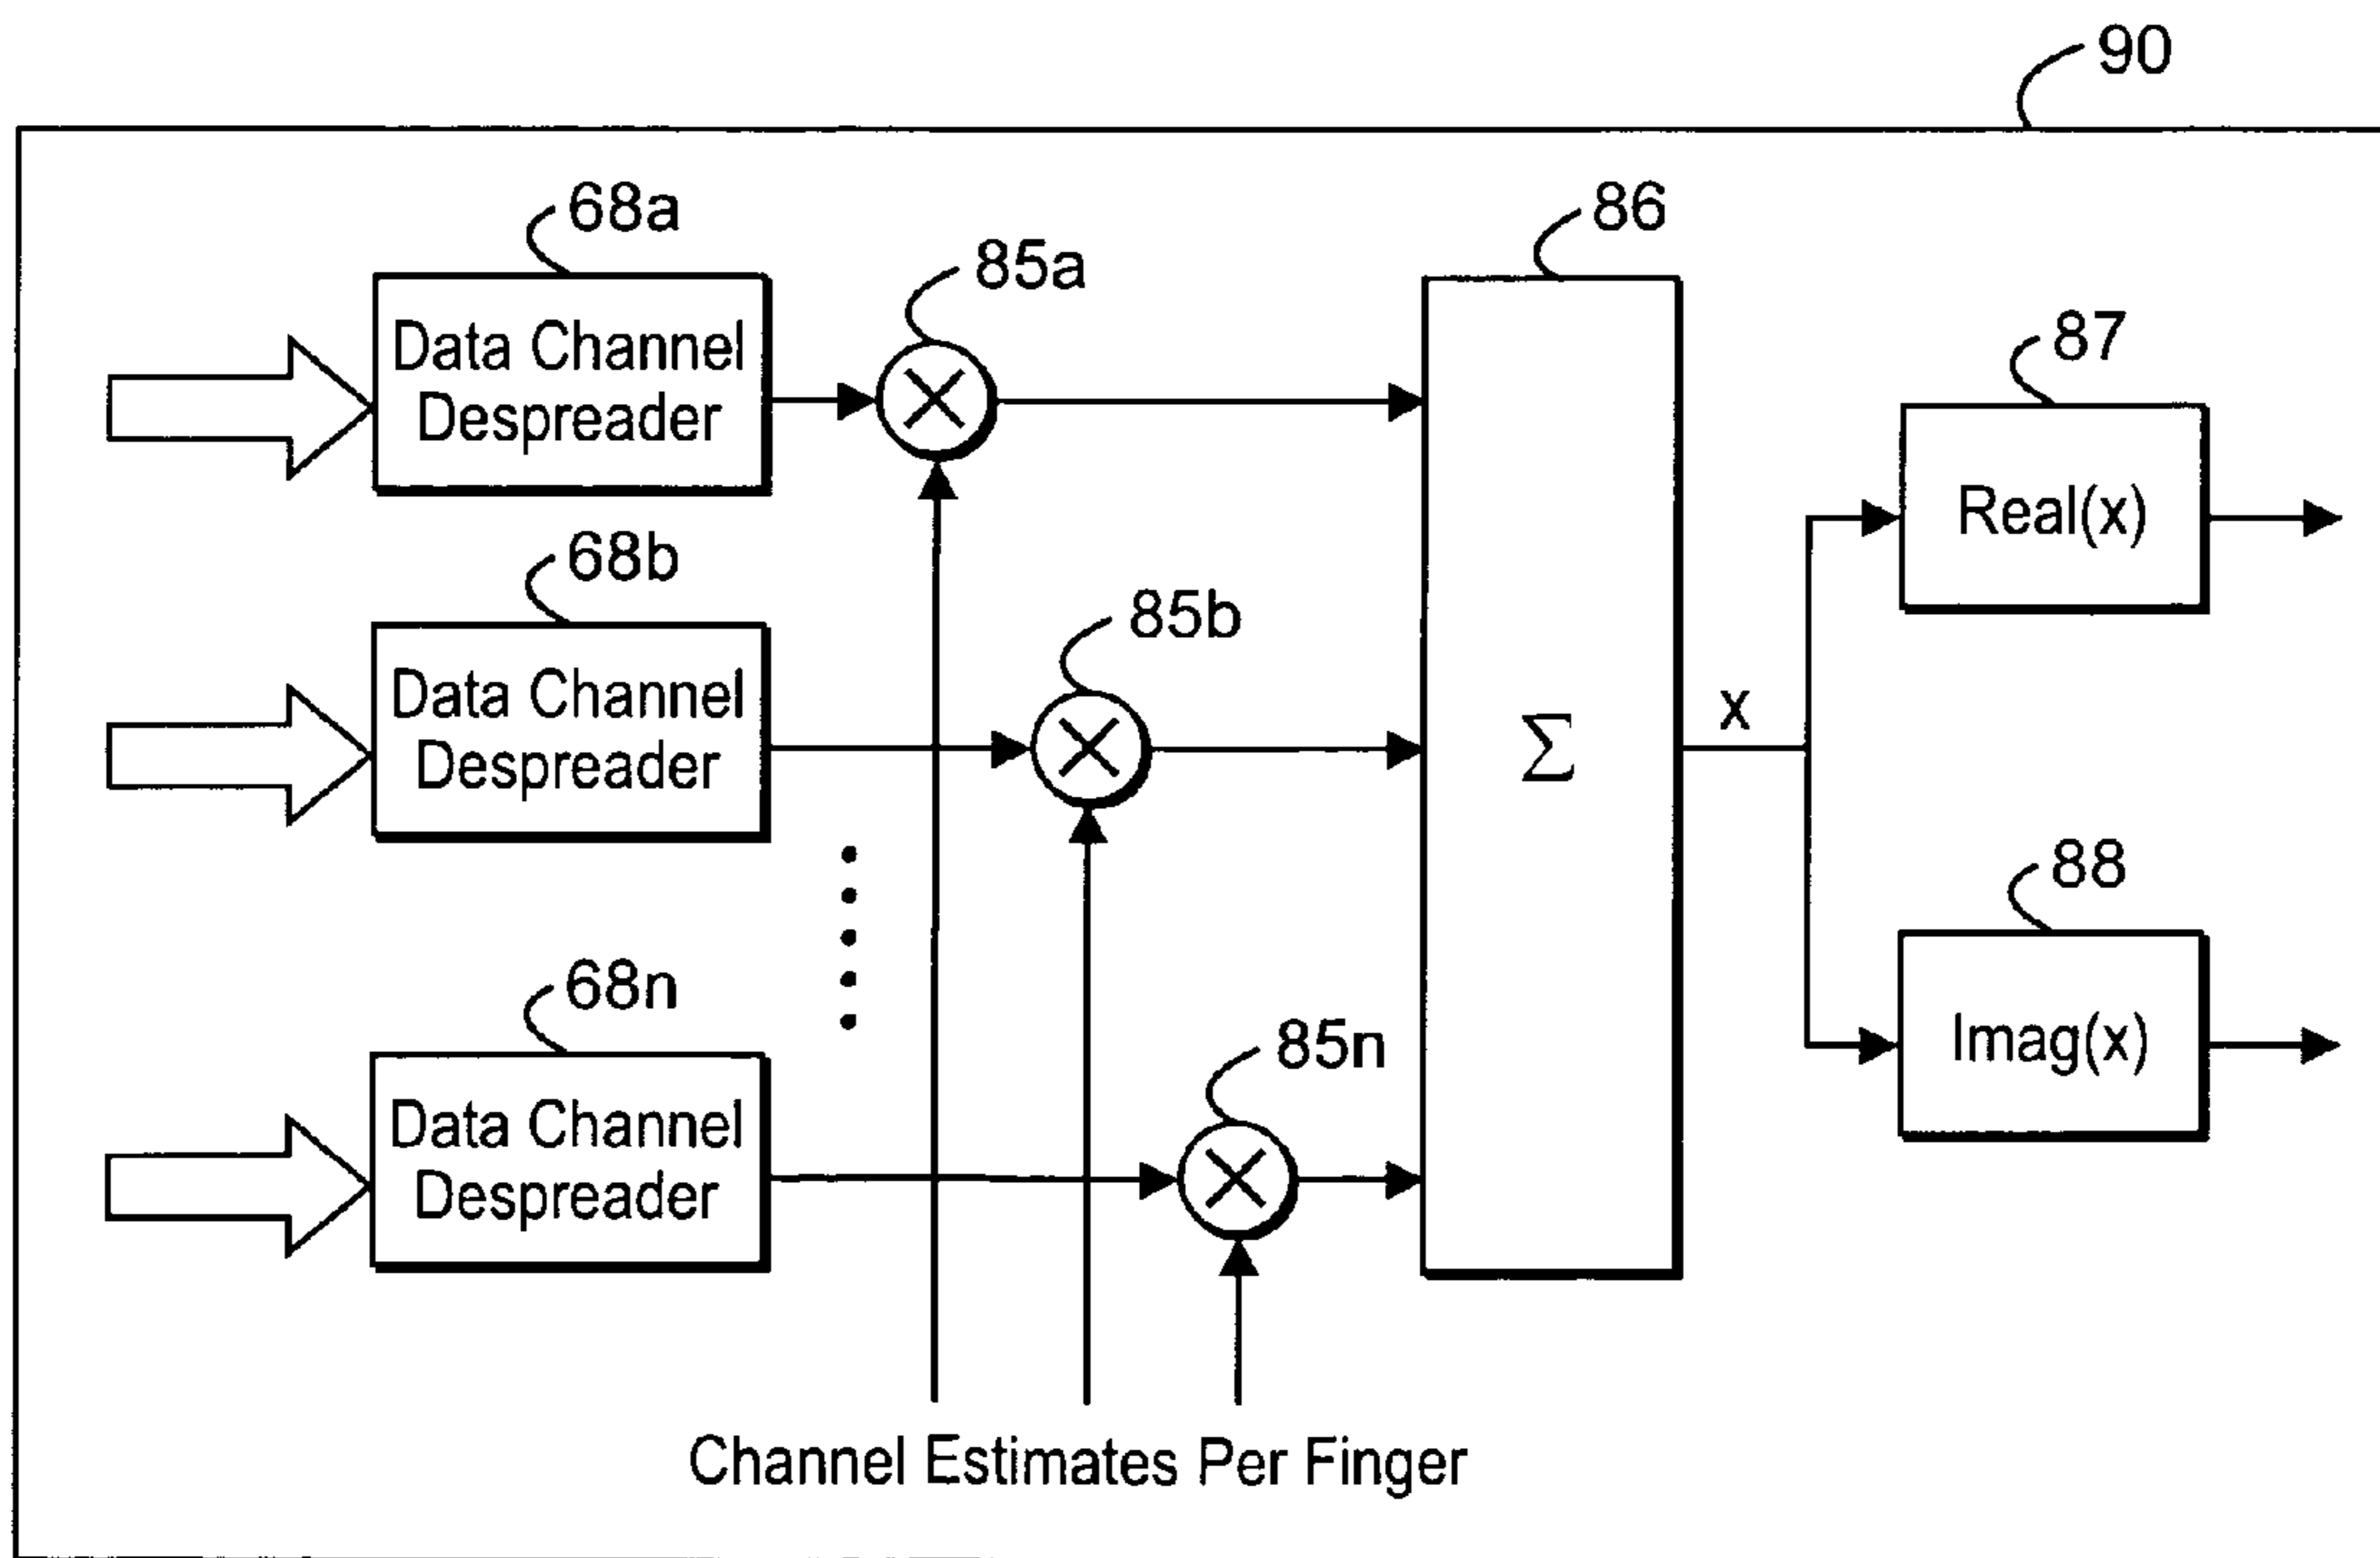 90
68a
85a
86
Data Channel
Despreader
87
Real(x)
68b
85b
Data Channel
Despreader
Σ
x
88
Imag(x)
68n
85n
Data Channel
Despreader
Channel Estimates Per Finger